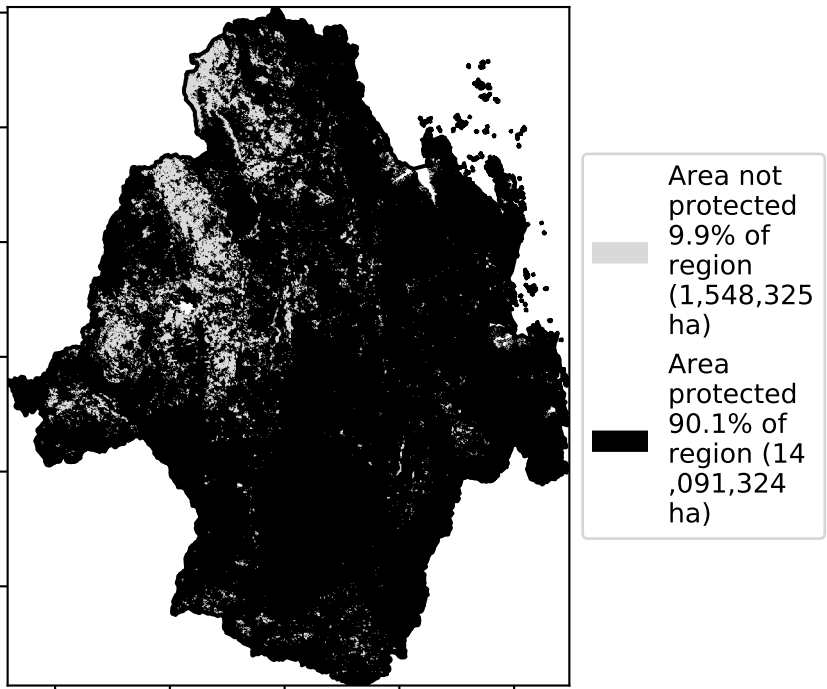 Area not
protected
9.9% of
region
(1,548,325
ha)
Area
protected
90.1% of
region (14
,091,324
ha)